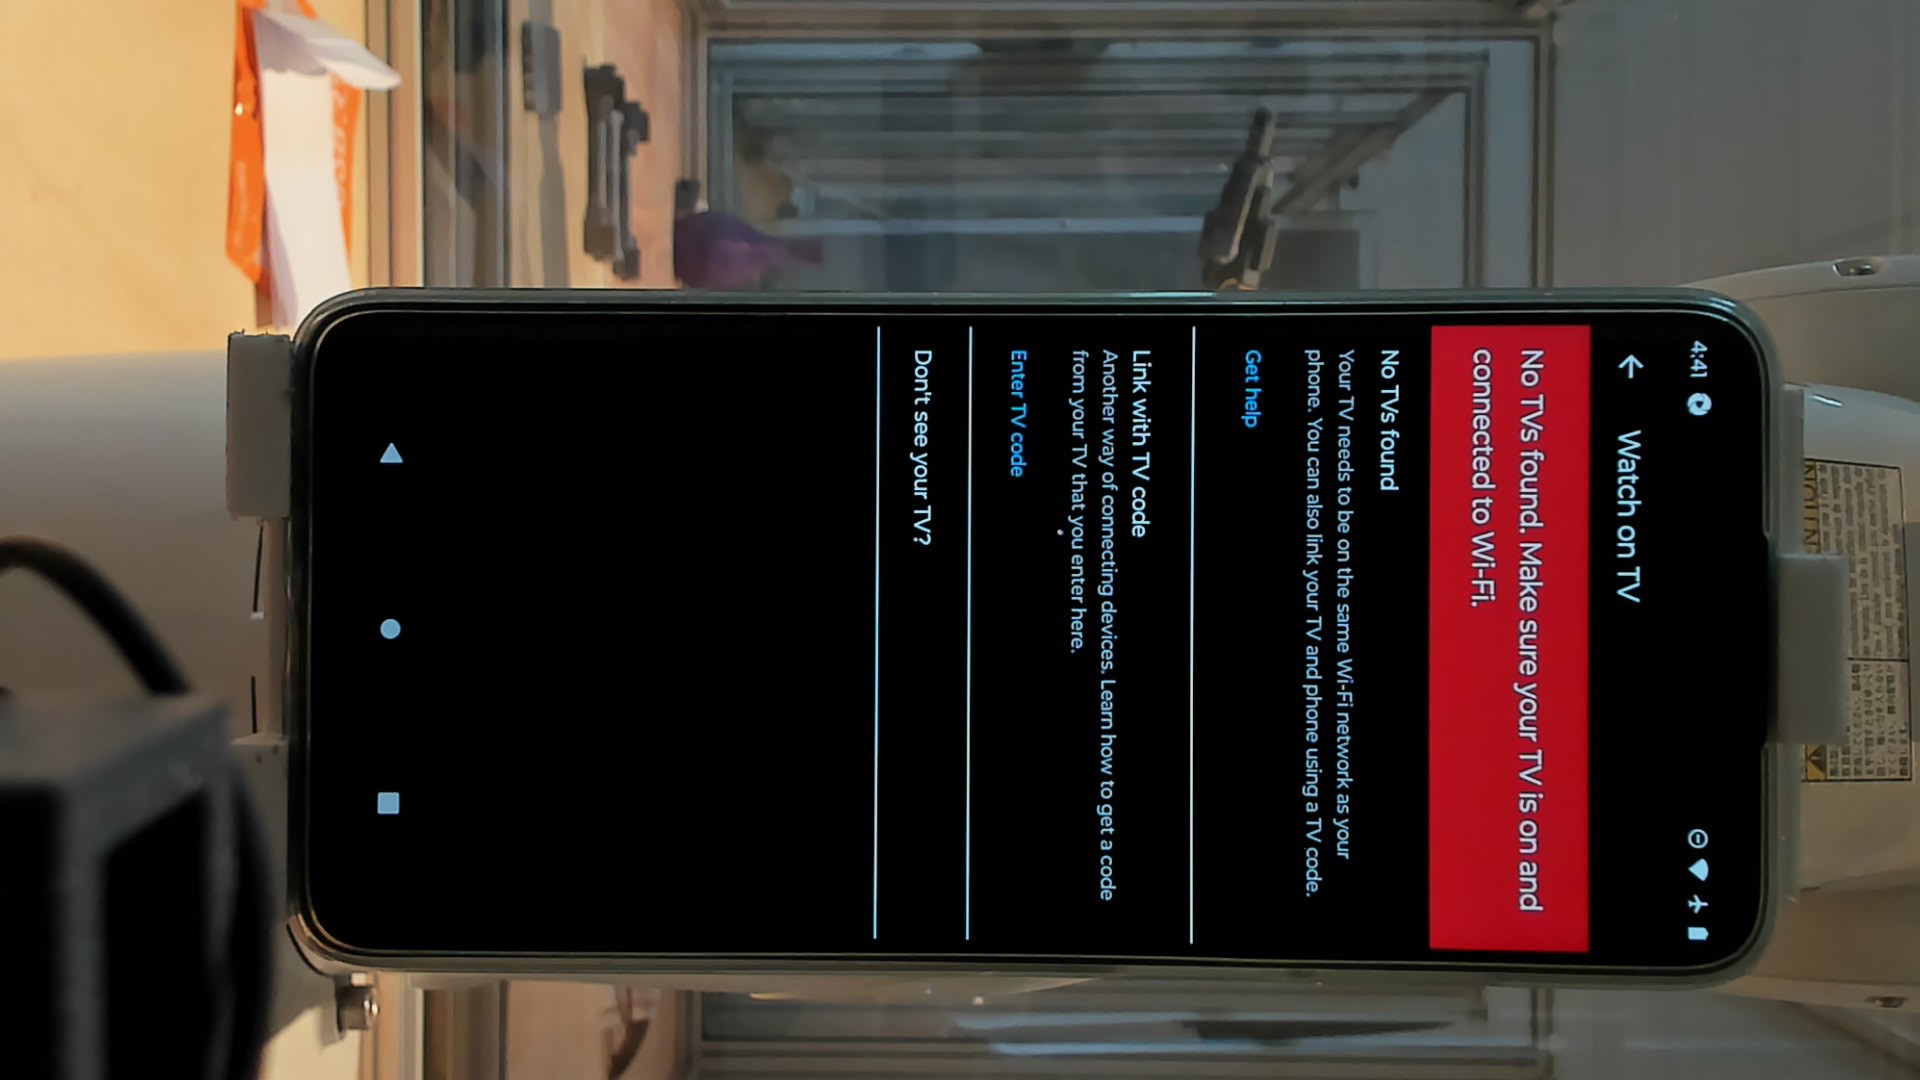 4:41
Watch on TV
No TVs found. Make sure your TV is on and
connected to Wi-Fi.
No TVs found
Your TV needs to be on the same Wi-Fi network as your
phone. You can also link your TV and phone using a TV code.
Get help
Link with TV code
Another way of connecting devices. Learn how to get a code
from your TV that you enter here.
Enter TV code
Don't see your TV?